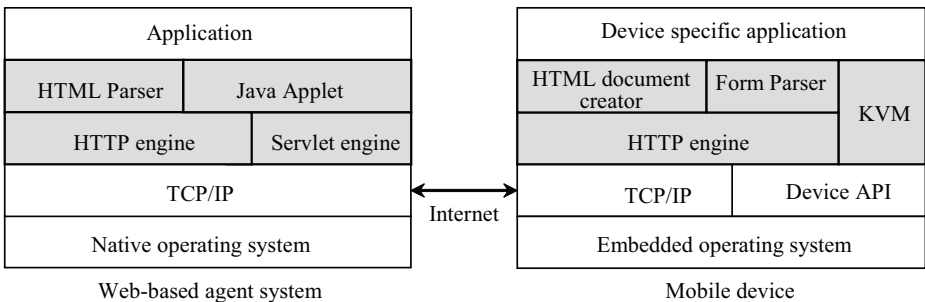 Application
HTML Parser
Java Applet
HTTP engine
Servlet engine
TCP/IP
Native operating system
Web-based agent system
Internet
Device specific application
HTML document
creator
Form Parser
KVM
HTTP engine
TCP/IP
Device API
Embedded operating system
Mobile device